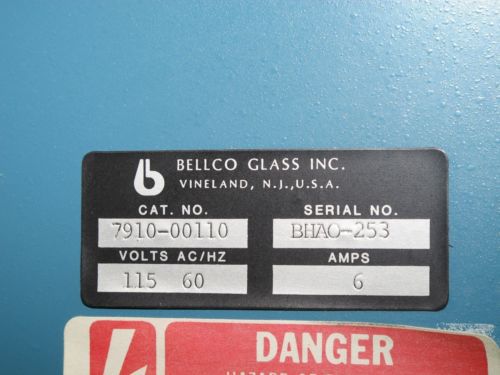 BELLCO GLASS INC.
VINELAND, N.J., U.S.A.
CAT. NO. SERIAL NO.
7910-00110 BHAO-253
VOLTS AC/HZ AMPS
115 60 6
DANGER